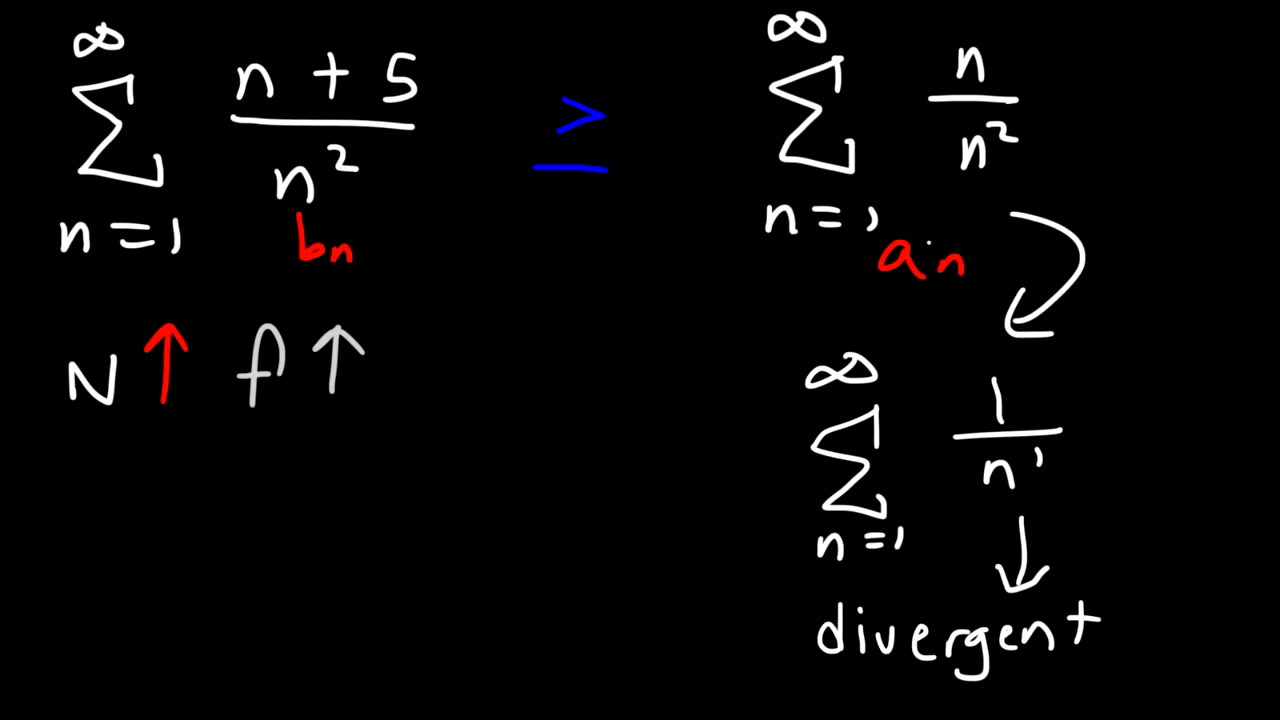 ∞ ∑ n=1 n + 5 / n² ≥ ∞ ∑ n=1 n / n²
bn an
N ↑ f ↑
∞ ∑ n=1 1 / n¹
↓
divergent